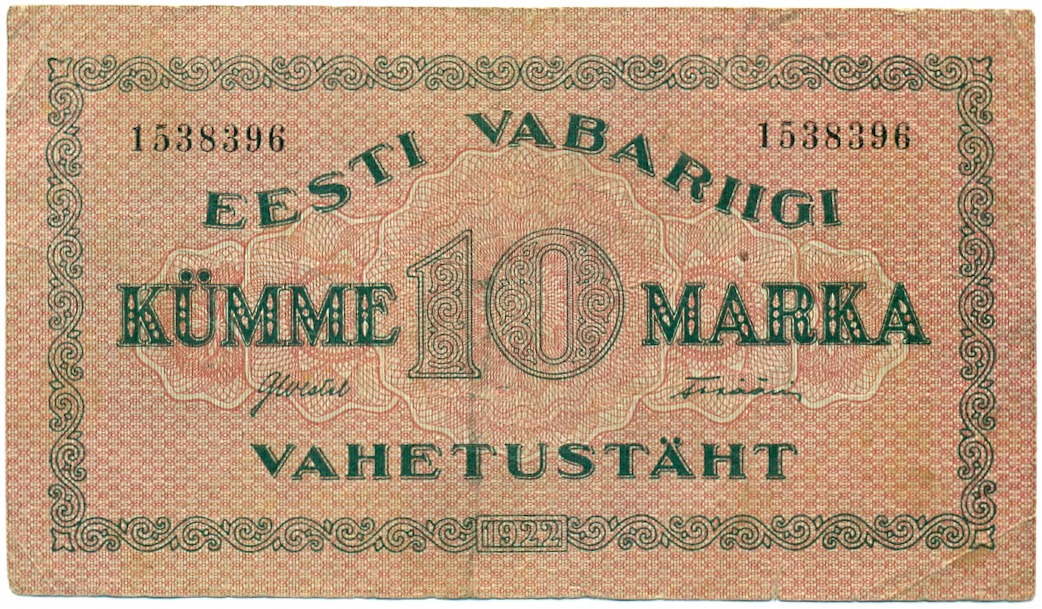 1538396 1538396
EESTI VABARIIGI
KÜMME 10 MARKA
VAHETUSTÄHT
1922